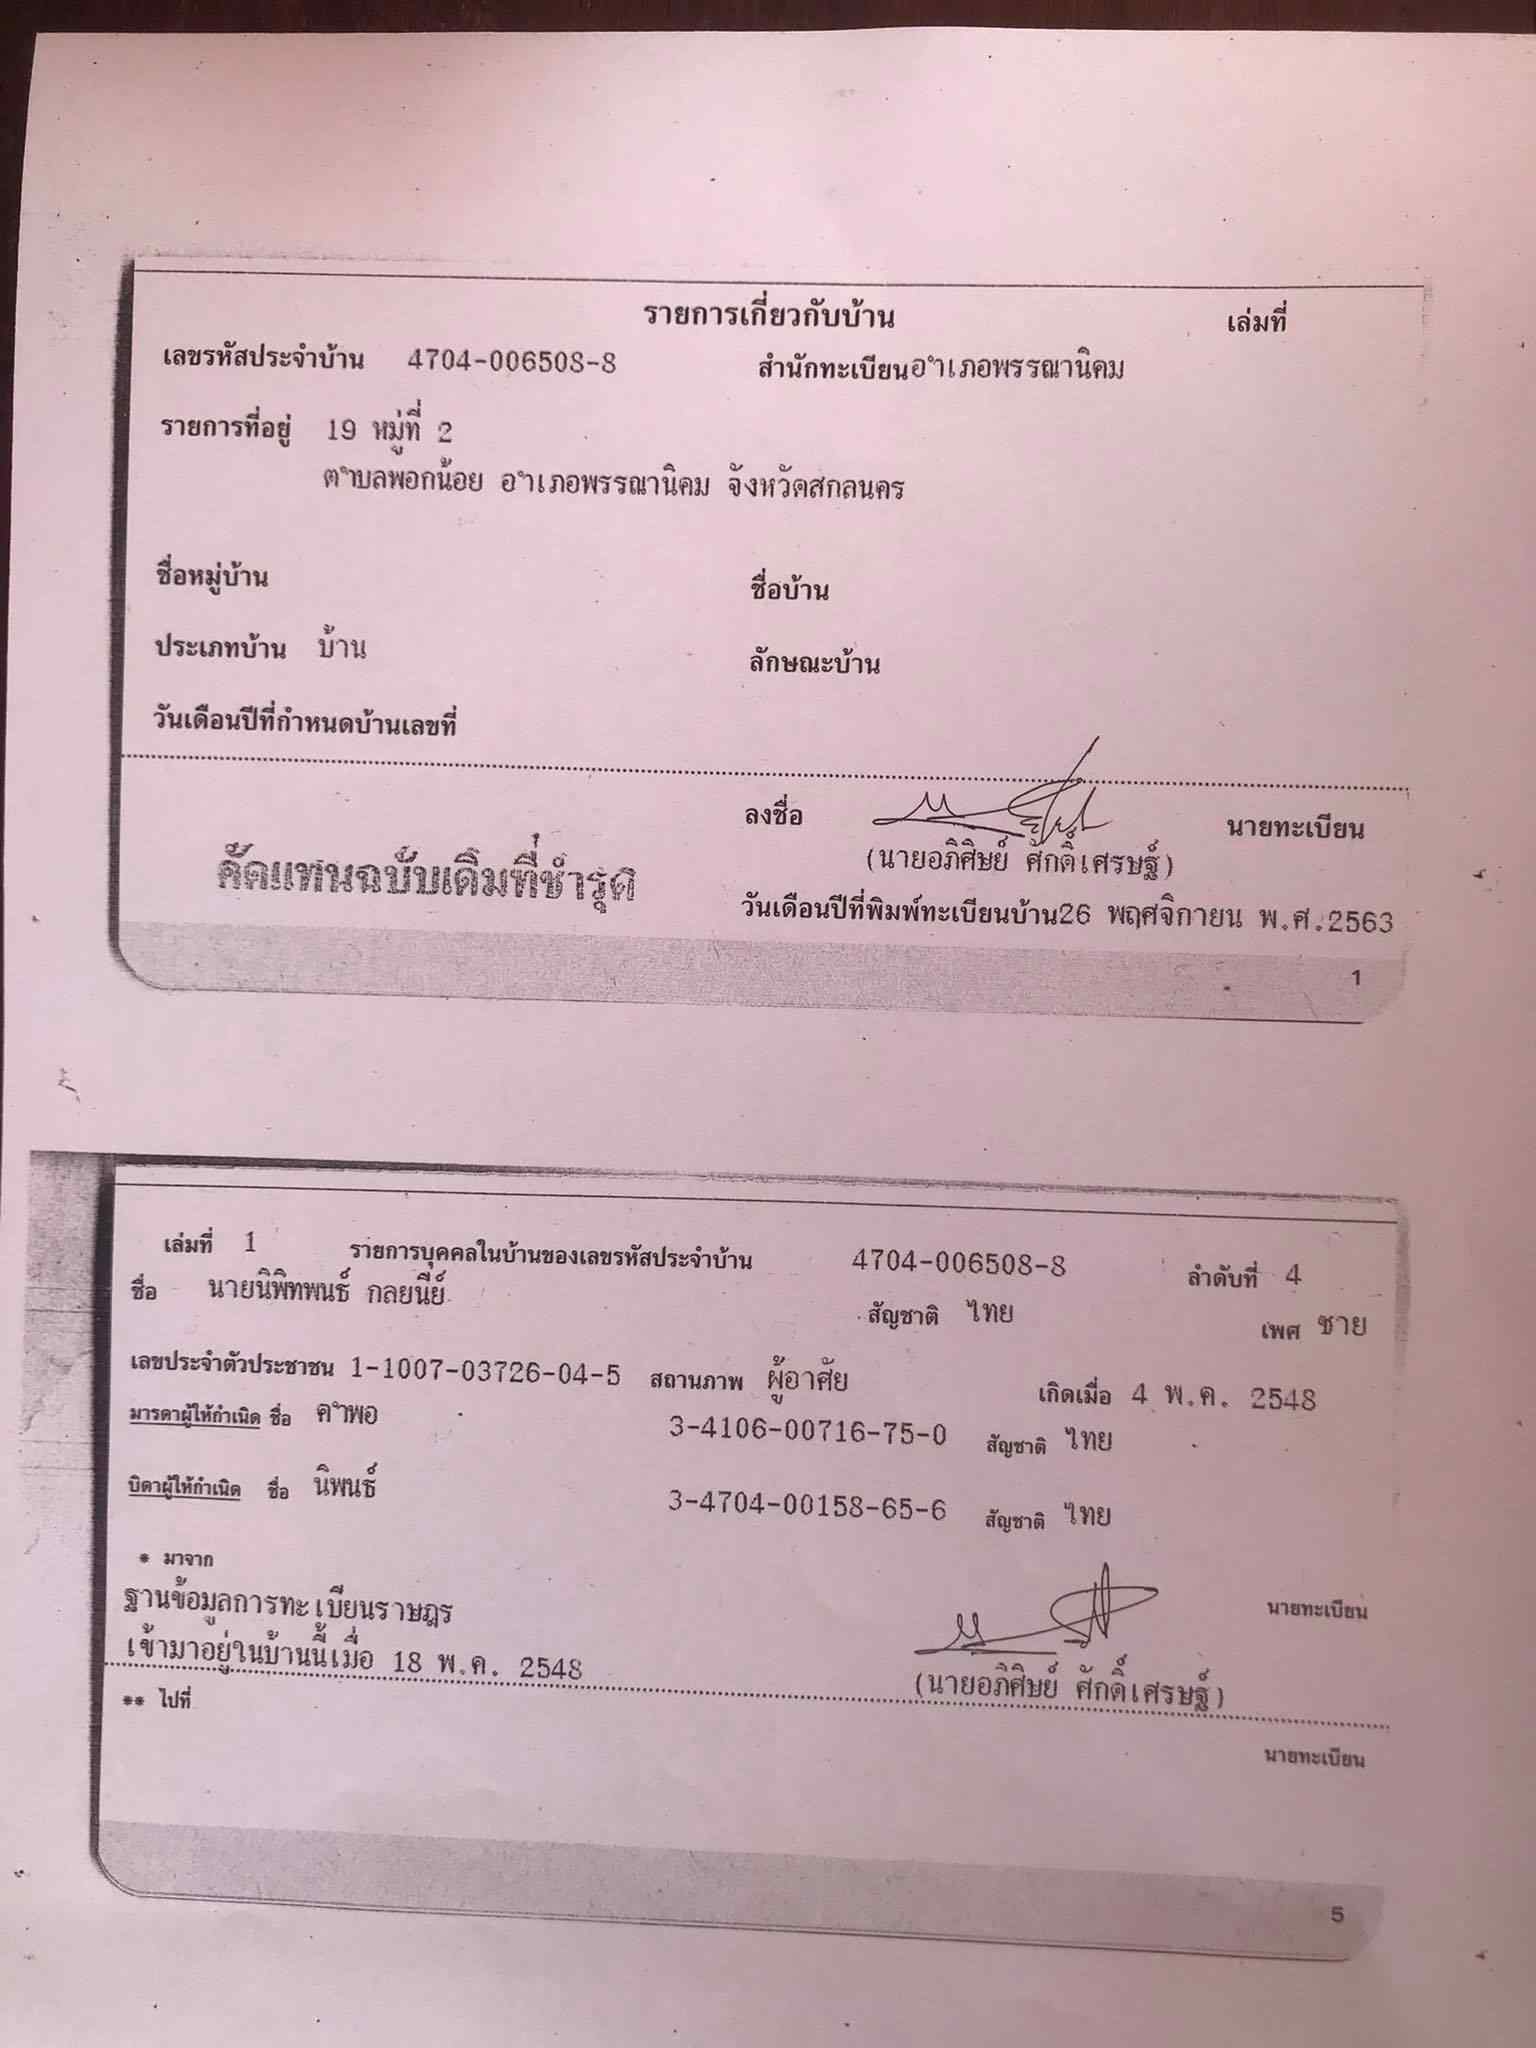 รายการเกี่ยวกับบ้าน เล่มที่
เลขรหัสประจำบ้าน 4704-006508-8 สำนักทะเบียนอำเภอพรรณานิคม
รายการที่อยู่ 19 หมู่ที่ 2
ตำบลพอกน้อย อำเภอพรรณานิคม จังหวัดสกลนคร
ชื่อหมู่บ้าน ชื่อบ้าน
ประเภทบ้าน บ้าน ลักษณะบ้าน
วันเดือนปีที่กำหนดบ้านเลขที่
ลงชื่อ นายทะเบียน
(นายอภิศิษย์ ศักดิ์เศรษฐ์)
คัดแทนฉบับเดิมที่ชำรุด
วันเดือนปีที่พิมพ์ทะเบียนบ้าน26 พฤศจิกายน พ.ศ.2563
1
เล่มที่ 1 รายการบุคคลในบ้านของเลขรหัสประจำบ้าน 4704-006508-8 ลำดับที่ 4
ชื่อ นายนิพิทพนธ์ กลยนีย์ สัญชาติ ไทย เพศ ชาย
เลขประจำตัวประชาชน 1-1007-03726-04-5 สถานภาพ ผู้อาศัย เกิดเมื่อ 4 พ.ค. 2548
มารดาผู้ให้กำเนิด ชื่อ คำพอ 3-4106-00716-75-0 สัญชาติ ไทย
บิดาผู้ให้กำเนิด ชื่อ นิพนธ์ 3-4704-00158-65-6 สัญชาติ ไทย
* มาจาก
ฐานข้อมูลการทะเบียนราษฎร นายทะเบียน
เข้ามาอยู่ในบ้านนี้เมื่อ 18 พ.ค. 2548 (นายอภิศิษย์ ศักดิ์เศรษฐ์)
** ไปที่
นายทะเบียน
5